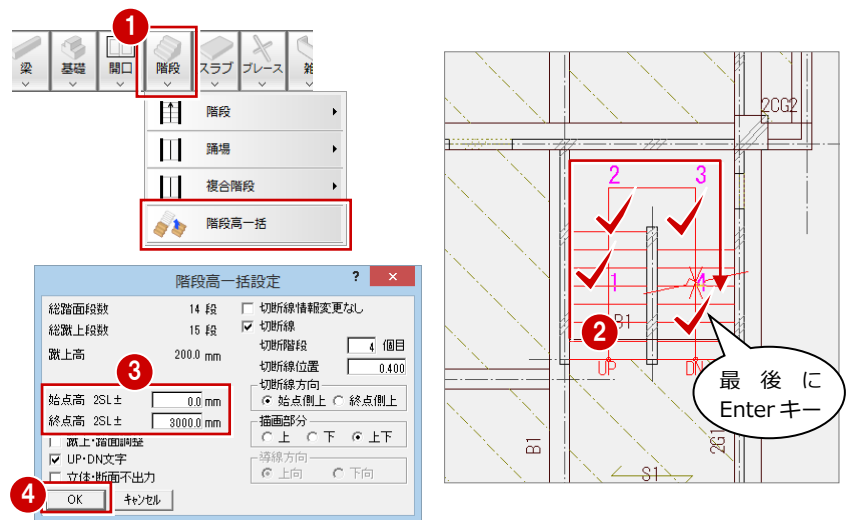 1
梁 基礎 開口 階段 スラブ ブレース 雑
階段
踊場
複合階段
階段高一括
階段高一括設定 ? ×
総踏面段数 14 段
総蹴上段数 15 段
蹴上高 200.0 mm
3
始点高 2SL± 0.0 mm
終点高 2SL± 3000.0 mm
蹴上・踏面調整
UP・DN文字
立体・断面不出力
切断線情報変更なし
切断線
切断階段 4 個目
切断線位置 0.400
切断線方向
始点側上 終点側上
描画部分
上 下 上下
導線方向
上向 下向
4
OK キャンセル
2CG2
2 3
1 4
2 B1
UP DN
最後に
Enter キー
B1 2G1
S1